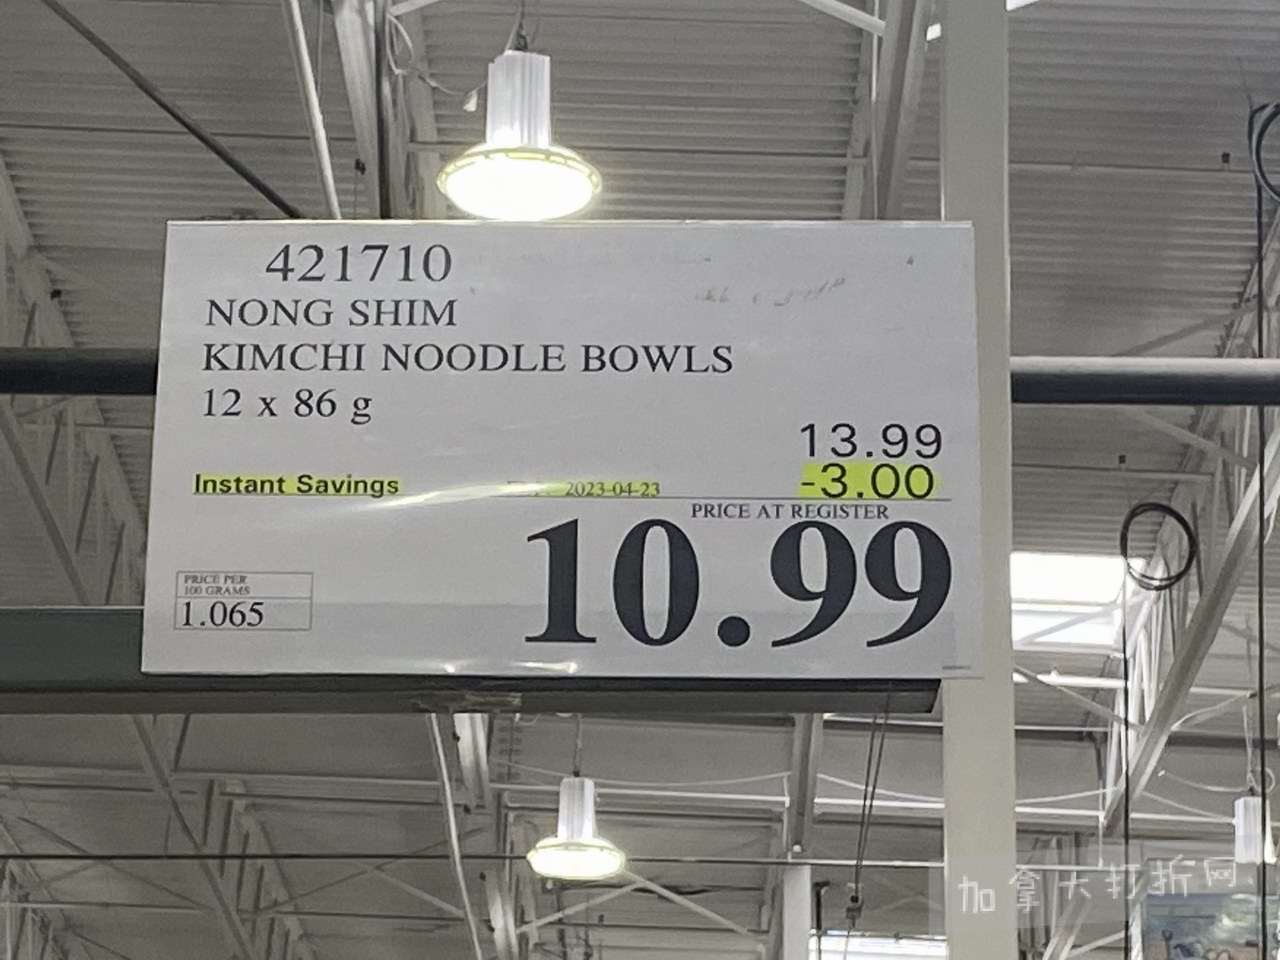 421710
NONG SHIM
KIMCHI NOODLE BOWLS
12 x 86 g
13.99
Instant Savings 2023-04-23 -3.00
PRICE AT REGISTER
10.99
PRICE PER
100 GRAMS
1.065
加拿大打折网